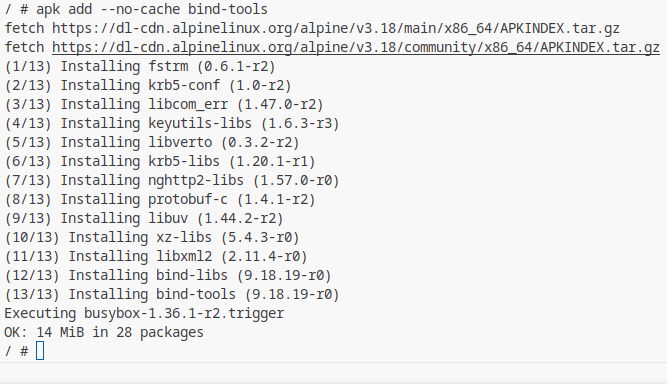 / # apk add --no-cache bind-tools
fetch https://dl-cdn.alpinelinux.org/alpine/v3.18/main/x86_64/APKINDEX.tar.gz
fetch https://dl-cdn.alpinelinux.org/alpine/v3.18/community/x86_64/APKINDEX.tar.gz
(1/13) Installing fstrm (0.6.1-r2)
(2/13) Installing krb5-conf (1.0-r2)
(3/13) Installing libcom_err (1.47.0-r2)
(4/13) Installing keyutils-libs (1.6.3-r3)
(5/13) Installing libverto (0.3.2-r2)
(6/13) Installing krb5-libs (1.20.1-r1)
(7/13) Installing nghttp2-libs (1.57.0-r0)
(8/13) Installing protobuf-c (1.4.1-r2)
(9/13) Installing libuv (1.44.2-r2)
(10/13) Installing xz-libs (5.4.3-r0)
(11/13) Installing libxml2 (2.11.4-r0)
(12/13) Installing bind-libs (9.18.19-r0)
(13/13) Installing bind-tools (9.18.19-r0)
Executing busybox-1.36.1-r2.trigger
OK: 14 MiB in 28 packages
/ #